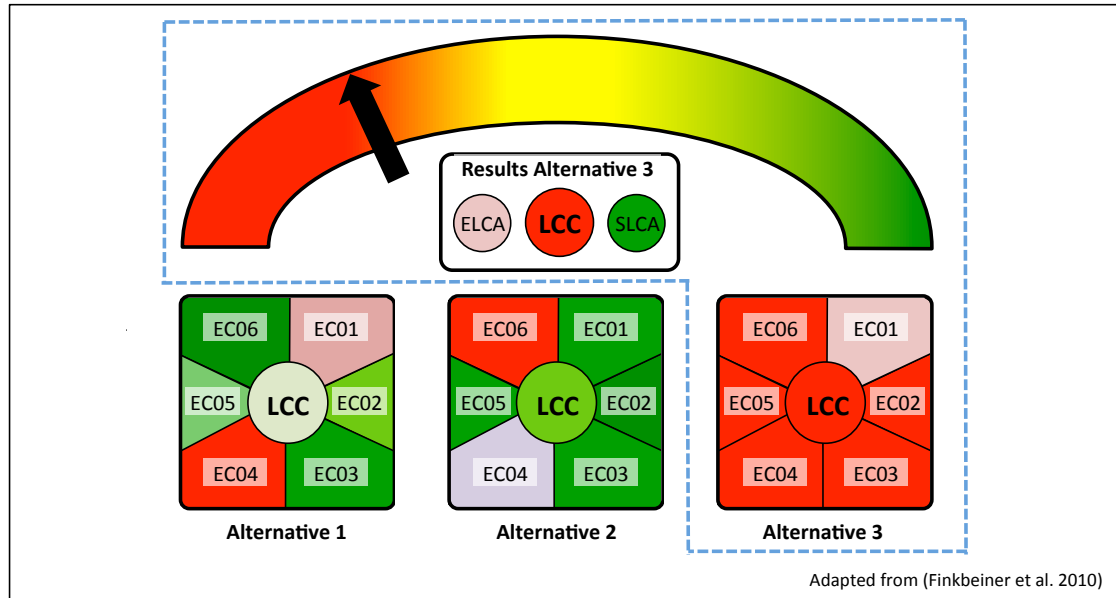 Results Alternative 3
ELCA
LCC
SLCA
EC06
EC01
EC05
LCC
EC02
EC04
EC03
Alternative 1
EC06
EC01
EC05
LCC
EC02
EC04
EC03
Alternative 2
EC06
EC01
EC05
LCC
EC02
EC04
EC03
Alternative 3
Adapted from (Finkbeiner et al. 2010)